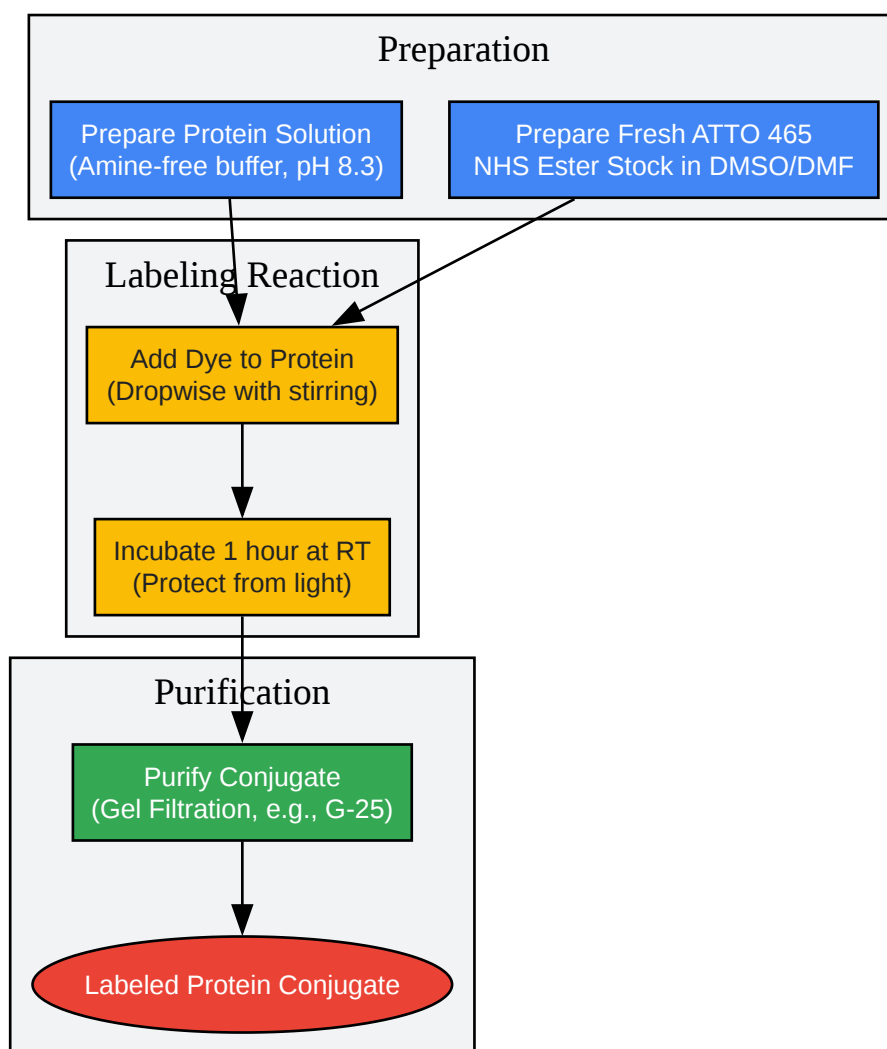 Preparation
Prepare Protein Solution
(Amine-free buffer, pH 8.3)
Prepare Fresh ATTO 465
NHS Ester Stock in DMSO/DMF
Labeling Reaction
Add Dye to Protein
(Dropwise with stirring)
Incubate 1 hour at RT
(Protect from light)
Purification
Purify Conjugate
(Gel Filtration, e.g., G-25)
Labeled Protein Conjugate